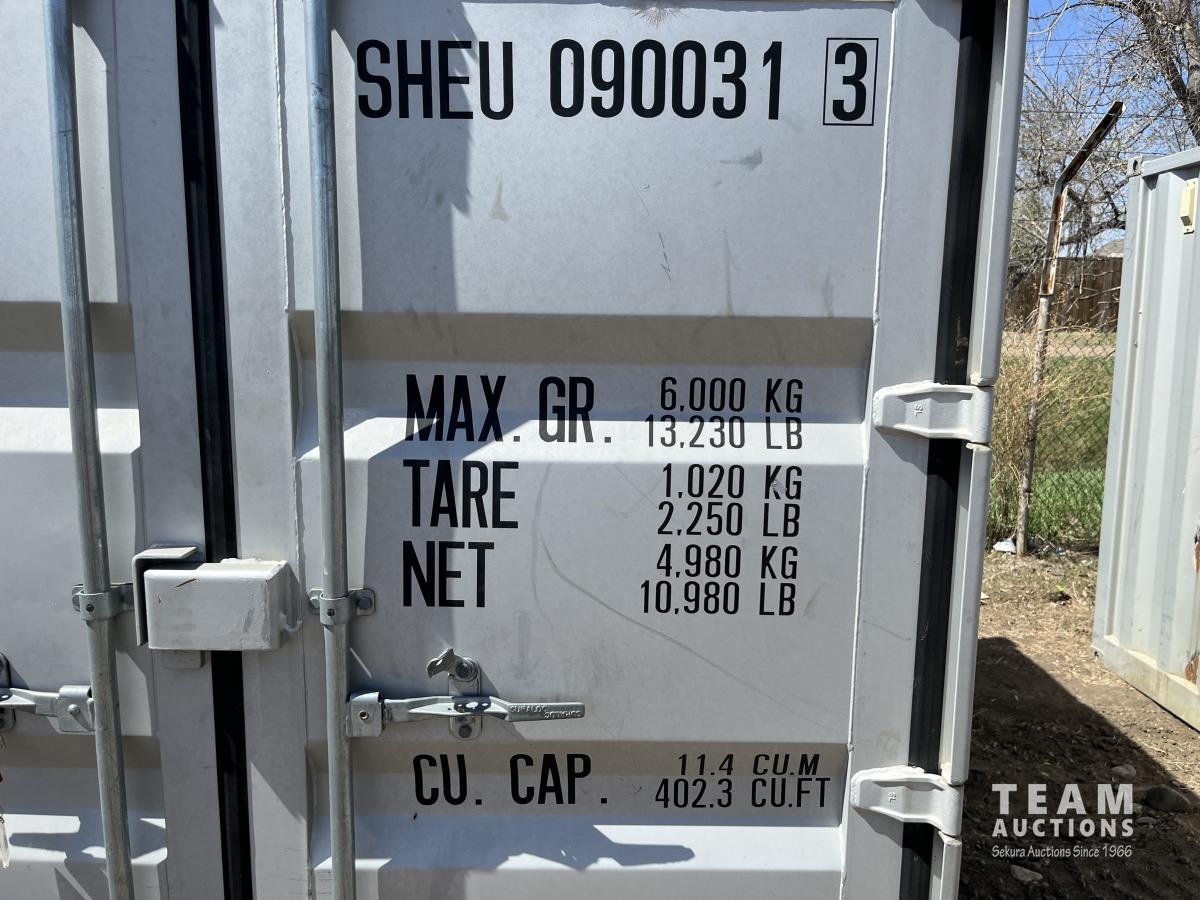 SHEU 090031 3
MAX. GR. 6,000 KG
13,230 LB
TARE 1,020 KG
2,250 LB
NET 4,980 KG
10,980 LB
CU. CAP. 11.4 CU.M
402.3 CU.FT
TEAM
AUCTIONS
Sekura Auctions Since 1966